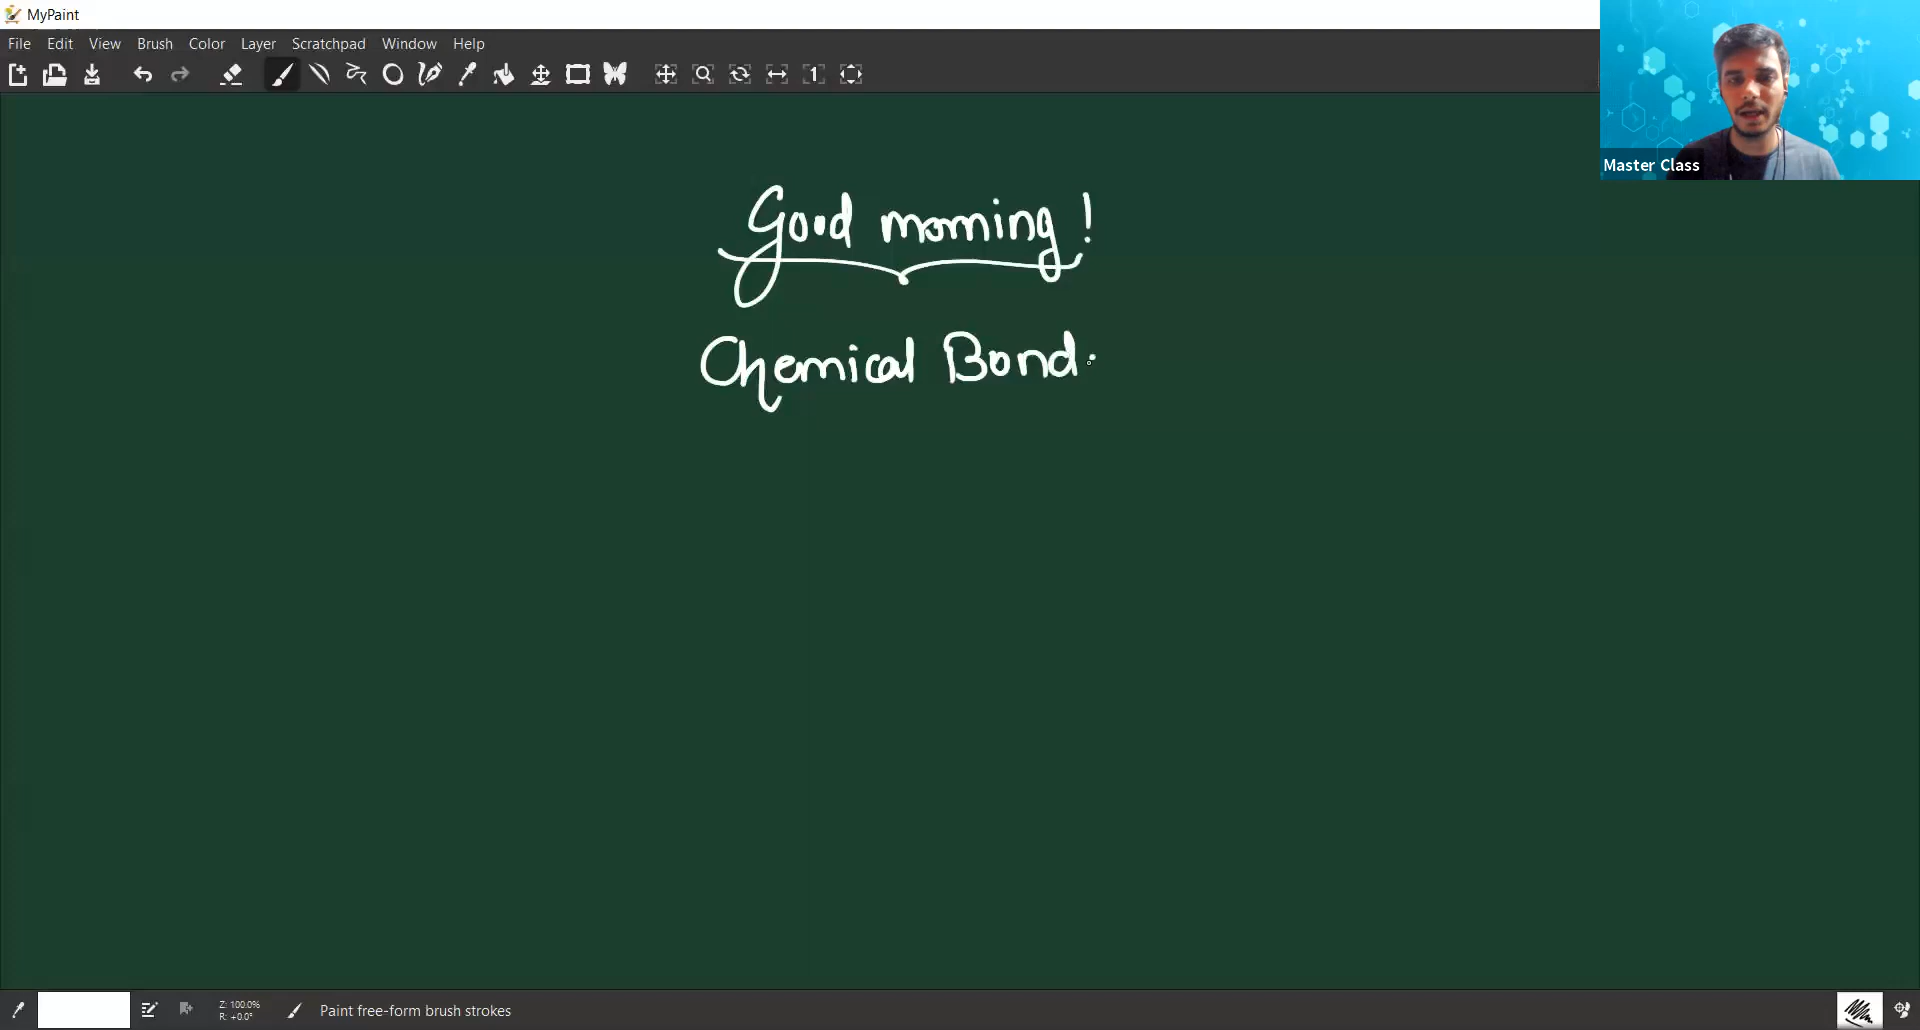 MyPaint
File Edit View Brush Color Layer Scratchpad Window Help
1
Master Class
Good morning!
Chemical Bond
Z: 100.0%
R: +0.0°
Paint free-form brush strokes